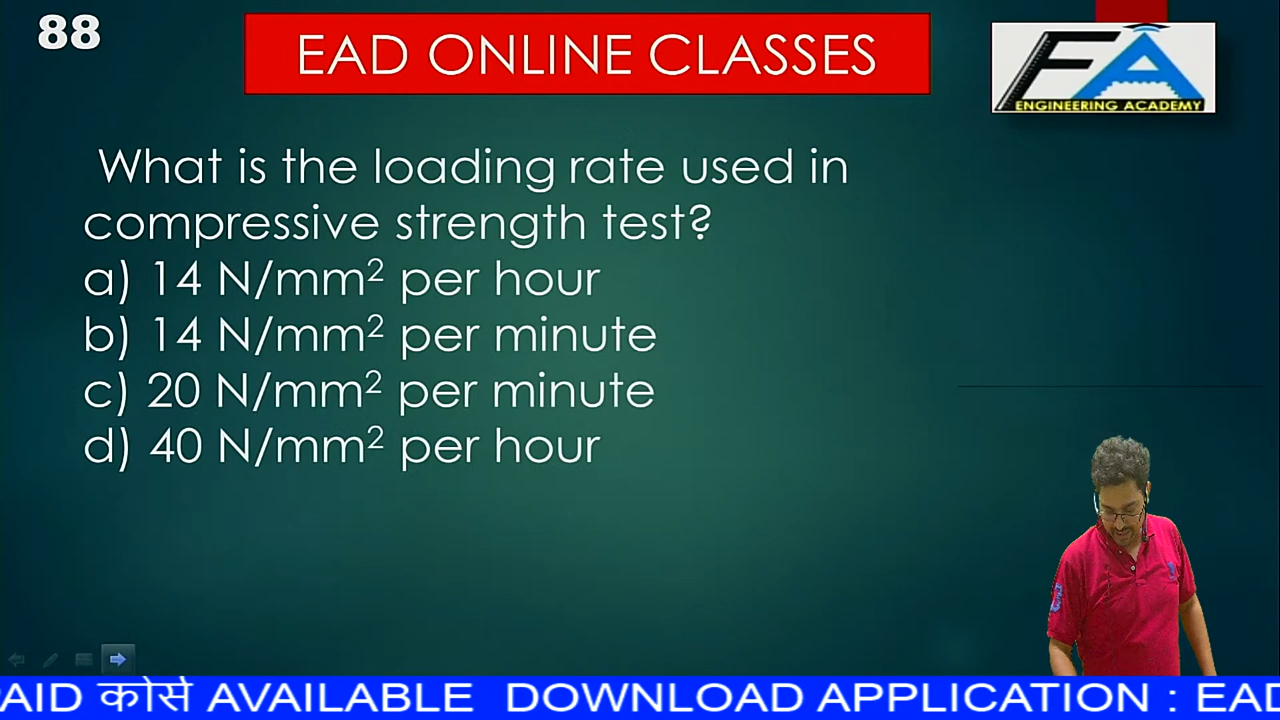 88
EAD ONLINE CLASSES
ENGINEERING ACADEMY
What is the loading rate used in
compressive strength test?
a) 14 N/mm² per hour
b) 14 N/mm² per minute
c) 20 N/mm² per minute
d) 40 N/mm² per hour
AID कोर्स AVAILABLE DOWNLOAD APPLICATION : EAD